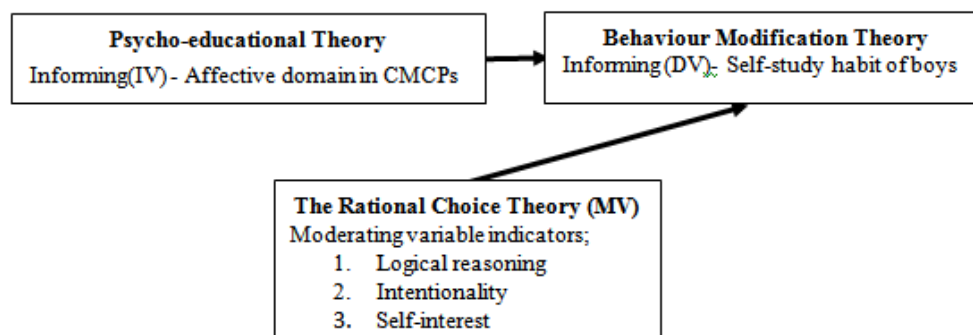 Psycho-educational Theory
Informing(IV) - Affective domain in CMCPs
Behaviour Modification Theory
Informing (DV)- Self-study habit of boys
The Rational Choice Theory (MV)
Moderating variable indicators;
1. Logical reasoning
2. Intentionality
3. Self-interest